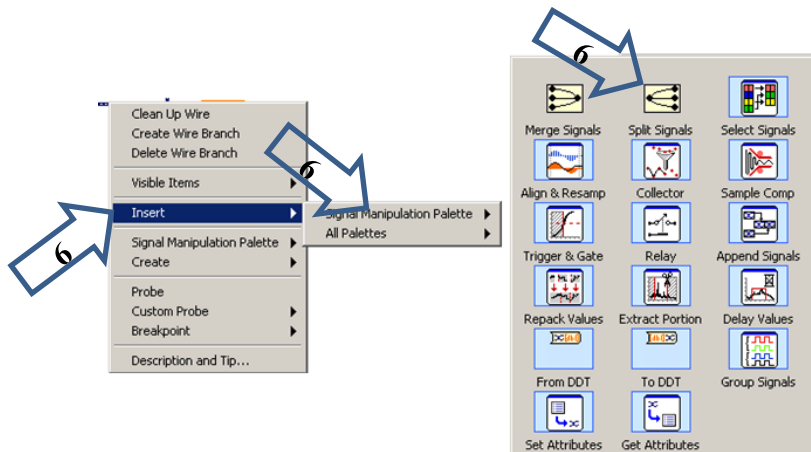 6
Clean Up Wire
Create Wire Branch
Delete Wire Branch
Visible Items
Insert
Signal Manipulation Palette
Create
Probe
Custom Probe
Breakpoint
Description and Tip...
6
6
Signal Manipulation Palette
All Palettes
Merge Signals Split Signals Select Signals
Align & Resamp Collector Sample Comp
Trigger & Gate Relay Append Signals
Repack Values Extract Portion Delay Values
From DDT To DDT Group Signals
Set Attributes Get Attributes